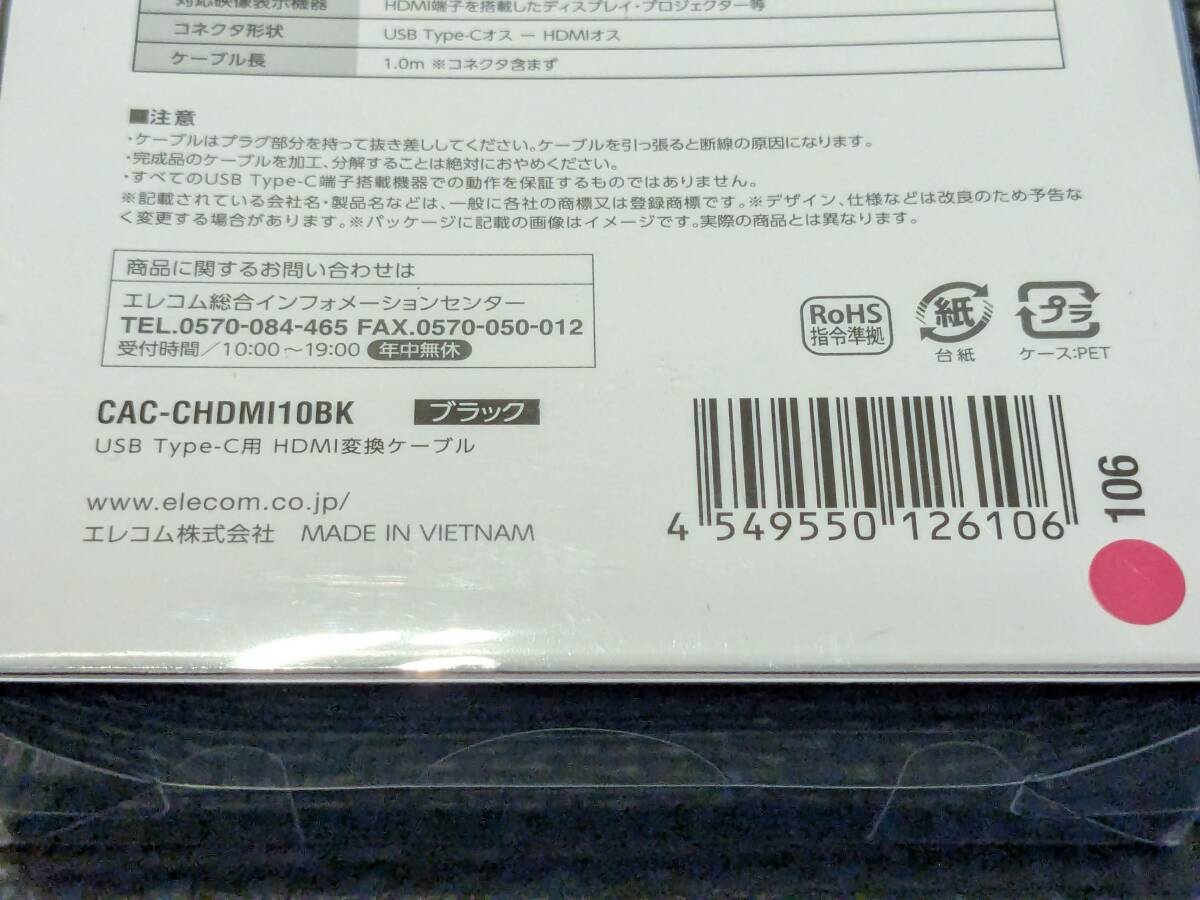 対応映像表示機器 HDMI端子を搭載したディスプレイ・プロジェクター等
コネクタ形状 USB Type-Cオス ー HDMIオス
ケーブル長 1.0m ※コネクタ含まず
■注意
・ケーブルはプラグ部分を持って抜き差ししてください。ケーブルを引っ張ると断線の原因になります。
・完成品のケーブルを加工、分解することは絶対におやめください。
・すべてのUSB Type-C端子搭載機器での動作を保証するものではありません。
※記載されている会社名・製品名などは、一般に各社の商標又は登録商標です。※デザイン、仕様などは改良のため予告な
く変更する場合があります。※パッケージに記載の画像はイメージです。実際の商品とは異なります。
商品に関するお問い合わせは
エレコム総合インフォメーションセンター
TEL.0570-084-465 FAX.0570-050-012
受付時間／10:00～19:00 年中無休
RoHS
指令準拠
紙
台紙
プラ
ケース:PET
CAC-CHDMI10BK ブラック
USB Type-C用 HDMI変換ケーブル
www.elecom.co.jp/
エレコム株式会社 MADE IN VIETNAM
4 549550 126106
106